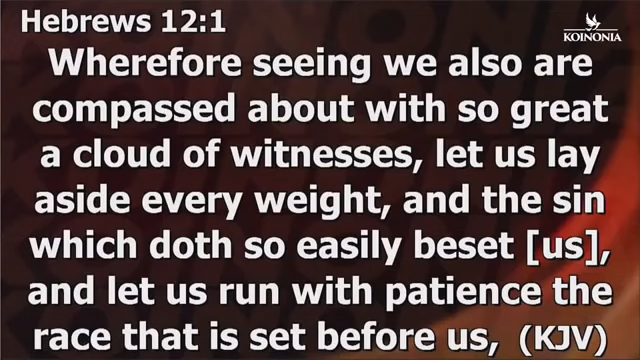 Hebrews 12:1
KOINONIA
Wherefore seeing we also are
compassed about with so great
a cloud of witnesses, let us lay
aside every weight, and the sin
which doth so easily beset [us],
and let us run with patience the
race that is set before us, (KJV)